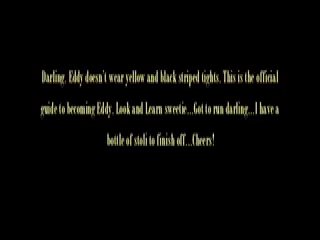 Darling, Eddy doesn't wear yellow and black striped tights. This is the official
guide to becoming Eddy. Look and Learn sweetie...Got to run darling...I have a
bottle of stoli to finish off...Cheers!